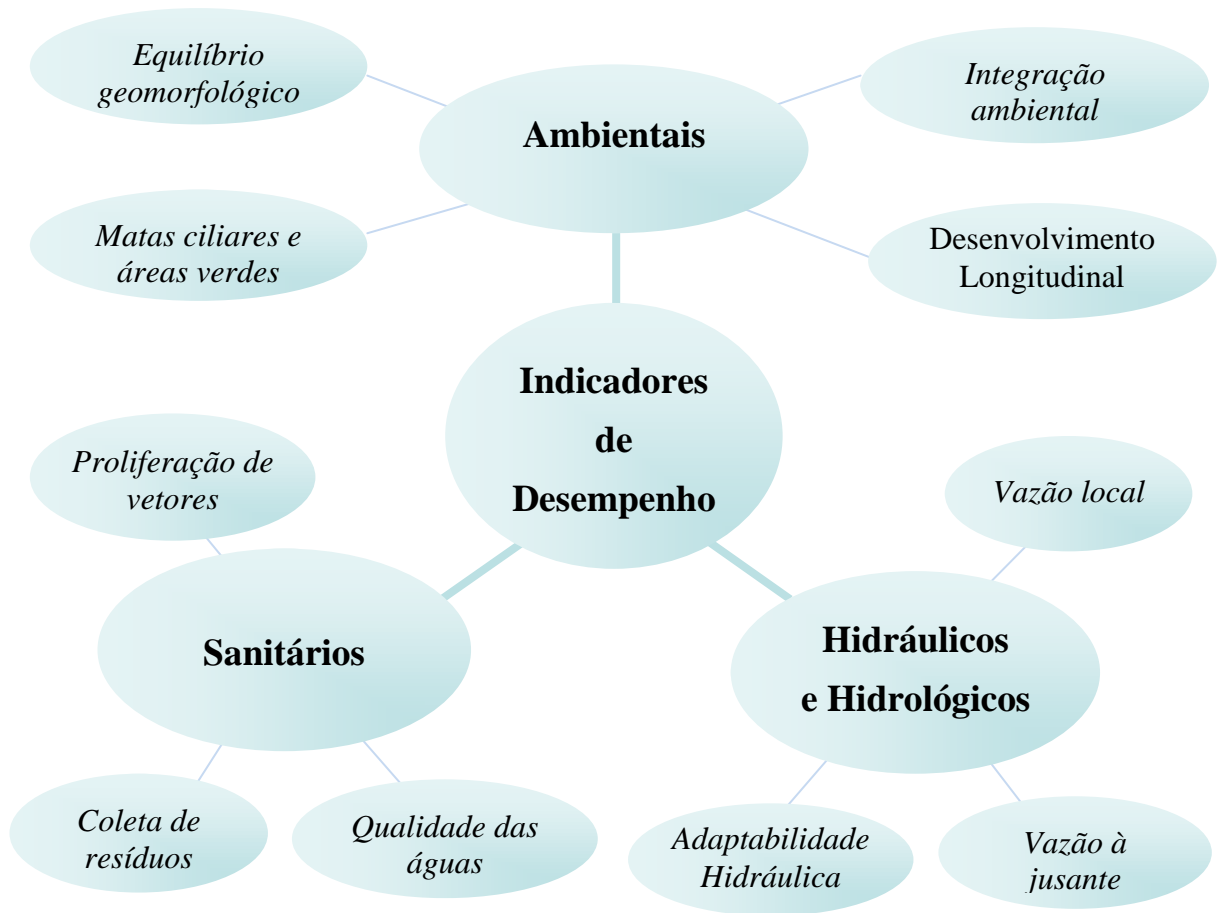 Equilíbrio
geomorfológico
Ambientais
Integração
ambiental
Matas ciliares e
áreas verdes
Desenvolvimento
Longitudinal
Indicadores
de
Desempenho
Proliferação de
vetores
Vazão local
Sanitários
Hidráulicos
e Hidrológicos
Coleta de
resíduos
Qualidade das
águas
Adaptabilidade
Hidráulica
Vazão à
jusante